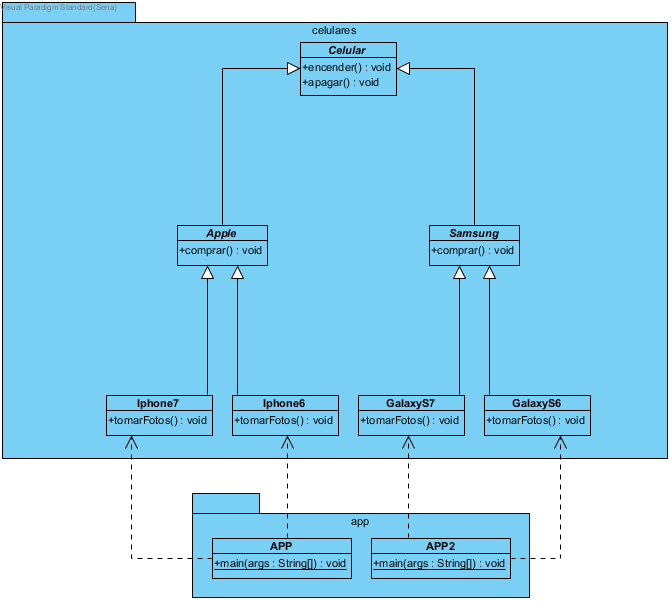 Visual Paradigm Standard(Sena)
celulares
Celular
+encender() : void
+apagar() : void
Apple
+comprar() : void
Samsung
+comprar() : void
Iphone7
+tomarFotos() : void
Iphone6
+tomarFotos() : void
GalaxyS7
+tomarFotos() : void
GalaxyS6
+tomarFotos() : void
app
APP
+main(args : String[]) : void
APP2
+main(args : String[]) : void